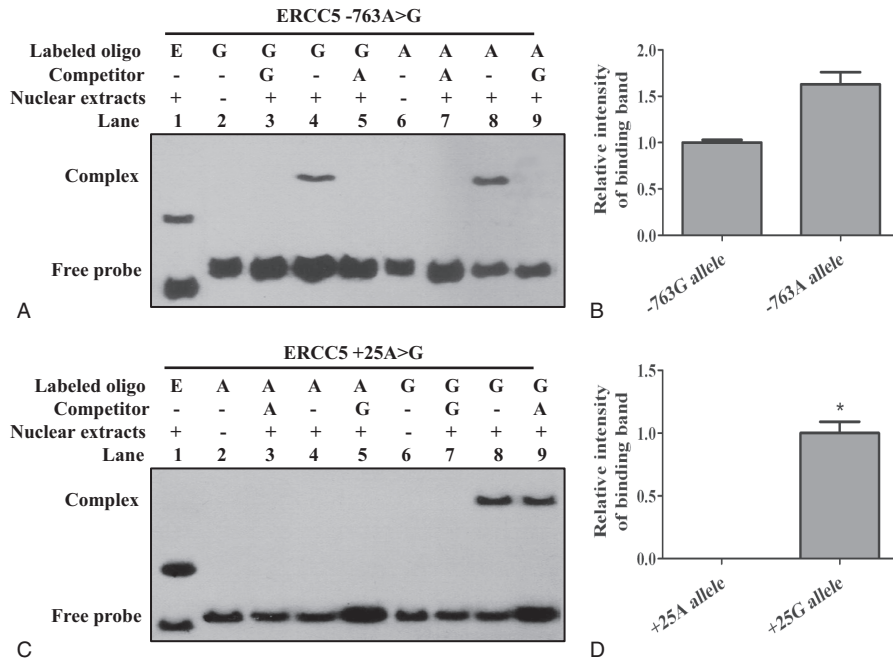 ERCC5 -763A>G
Labeled oligo E G G G G A A A A
Competitor - - G - A - A - G
Nuclear extracts + - + + + - + + +
Lane 1 2 3 4 5 6 7 8 9
Complex
Free probe
A
Relative intensity
of binding band
2.0
1.5
1.0
0.5
0.0
-763G allele
-763A allele
B
ERCC5 +25A>G
Labeled oligo E A A A A G G G G
Competitor - - A - G - G - A
Nuclear extracts + - + + + - + + +
Lane 1 2 3 4 5 6 7 8 9
Complex
Free probe
C
Relative intensity
of binding band
1.5
1.0
0.5
0.0
*
+25A allele
+25G allele
D